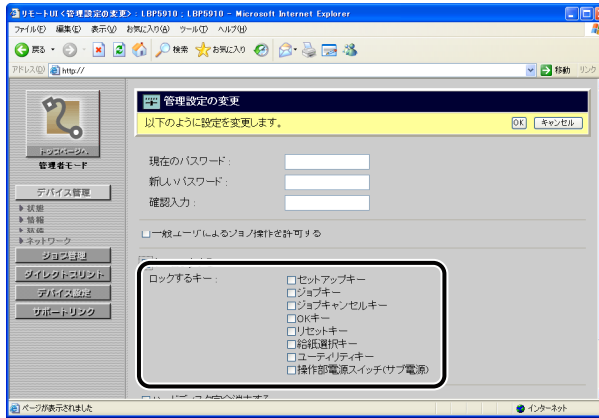 リモートUI <管理設定の変更> : LBP5910 ; LBP5910 - Microsoft Internet Explorer
ファイル(F) 編集(E) 表示(V) お気に入り(A) ツール(T) ヘルプ(H)
戻る 検索 お気に入り
アドレス(D) http:// 移動 リンク
トップページへ
管理者モード
デバイス管理
状態
情報
ネットワーク
ジョブ管理
ダイレクトプリント
デバイス設定
サポートリンク
管理設定の変更
以下のように設定を変更します。 OK キャンセル
現在のパスワード :
新しいパスワード :
確認入力 :
一般ユーザによるジョブ操作を許可する
ロックするキー :
セットアップキー
ジョブキー
ジョブキャンセルキー
OKキー
リセットキー
給紙選択キー
ユーティリティキー
操作部電源スイッチ(サブ電源)
ページが表示されました インターネット